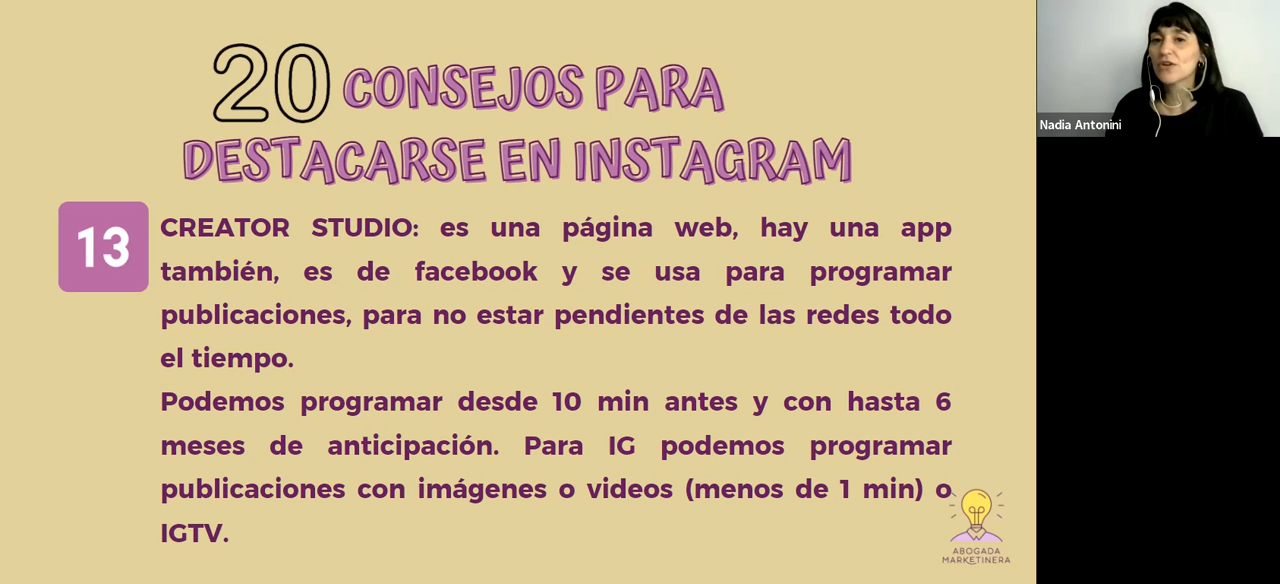 20 CONSEJOS PARA
DESTACARSE EN INSTAGRAM
13
CREATOR STUDIO: es una página web, hay una app
también, es de facebook y se usa para programar
publicaciones, para no estar pendientes de las redes todo
el tiempo.
Podemos programar desde 10 min antes y con hasta 6
meses de anticipación. Para IG podemos programar
publicaciones con imágenes o videos (menos de 1 min) o
IGTV.
ABOGADA
MARKETINERA
Nadia Antonini